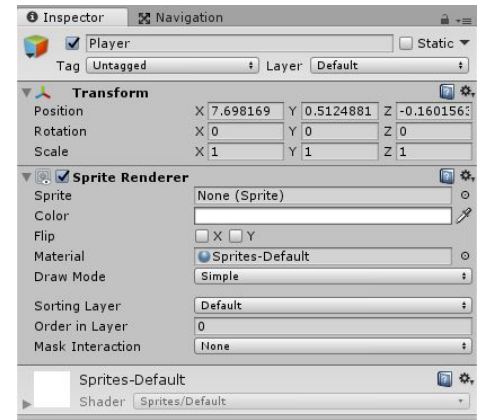 Inspector Navigation
Player Static
Tag Untagged Layer Default
Transform
Position X 7.698169 Y 0.5124881 Z -0.1601563
Rotation X 0 Y 0 Z 0
Scale X 1 Y 1 Z 1
Sprite Renderer
Sprite None (Sprite)
Color
Flip X Y
Material Sprites-Default
Draw Mode Simple
Sorting Layer Default
Order in Layer 0
Mask Interaction None
Sprites-Default
Shader Sprites/Default